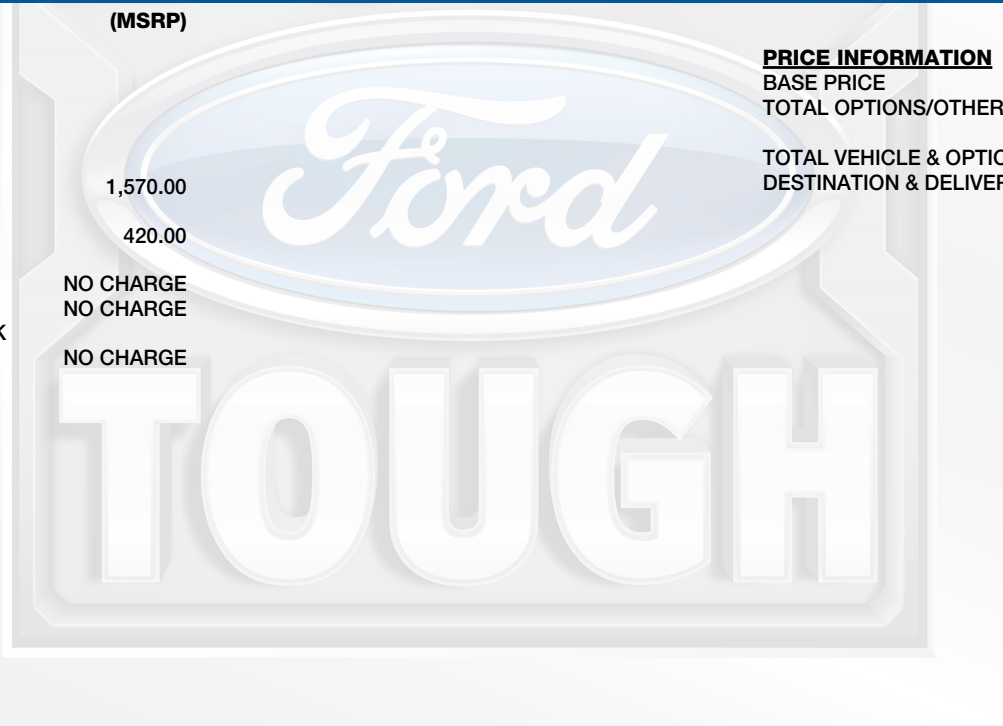 (MSRP)
PRICE INFORMATION
BASE PRICE
TOTAL OPTIONS/OTHER
TOTAL VEHICLE & OPTIO
DESTINATION & DELIVER
1,570.00
420.00
NO CHARGE
NO CHARGE
K
NO CHARGE
Ford
TOUGH